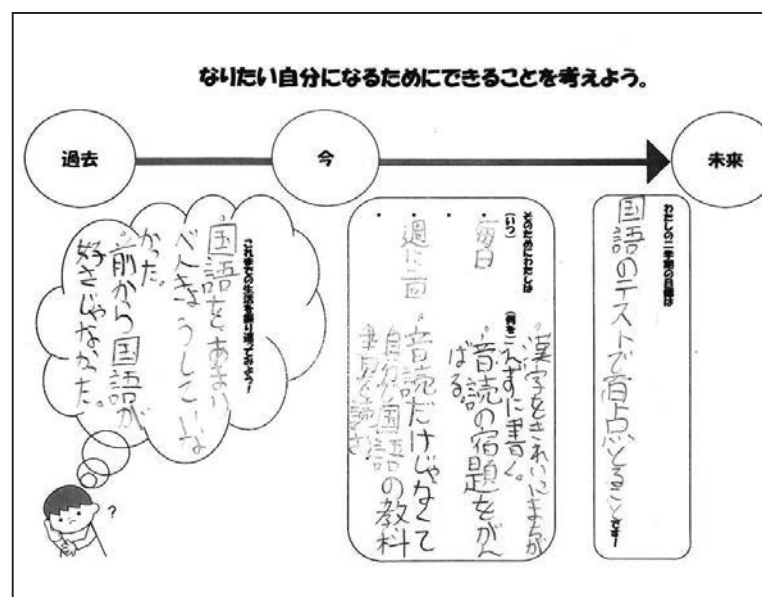 なりたい自分になるためにできることを考えよう。
過去
今
未来
わたしの二学期の目標は
国語のテストで百点とることです!
そのためにわたしは
(いつ)
(何を)
・毎日
・漢字をきれいにまちが
えずに書く。
・音読の宿題をがん
ばる。
・週に二回
・音読だけじゃなくて
自分で国語の教科
書を読む。
これまでの生活を振り返ってみよう!
・国語をあまり
べんきょうしていな
かった。
・前から国語が
好きじゃなかった。
?